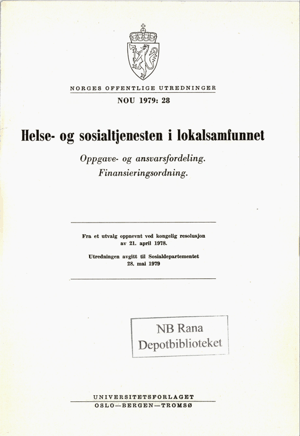 NORGES OFFENTLIGE UTREDNINGER
NOU 1979: 28
Helse- og sosialtjenesten i lokalsamfunnet
Oppgave- og ansvarsfordeling.
Finansieringsordning.
Fra et utvalg oppnevnt ved kongelig resolusjon
av 21. april 1978.
Utredningen avgitt til Sosialdepartementet
28. mai 1979
NB Rana
Depotbiblioteket
UNIVERSITETSFORLAGET
OSLO—BERGEN—TROMSØ